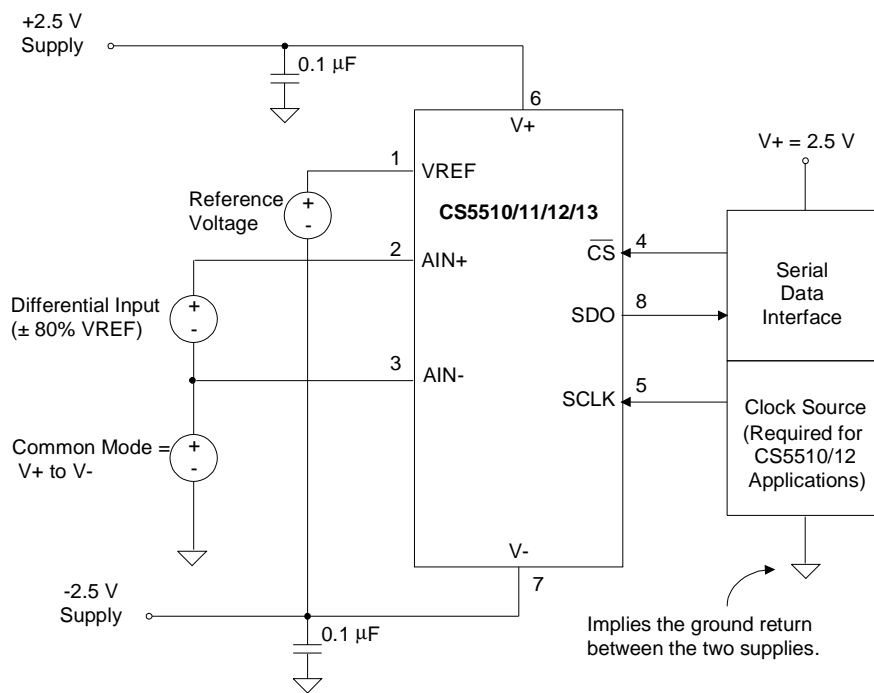 +2.5 V
Supply
0.1 μF
6
V+
V+ = 2.5 V
1
VREF
Reference
Voltage
CS5510/11/12/13
2
AIN+
4
CS
Serial
Data
Interface
Differential Input
(± 80% VREF)
8
SDO
3
AIN-
5
SCLK
Clock Source
(Required for
CS5510/12
Applications)
Common Mode =
V+ to V-
V-
7
-2.5 V
Supply
0.1 μF
Implies the ground return
between the two supplies.
+
-
+
-
+
-